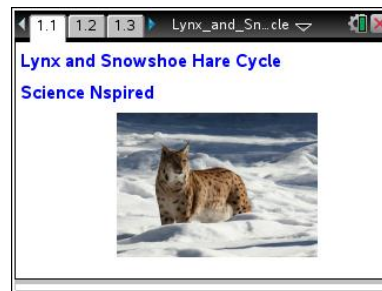 1.1 1.2 1.3 Lynx_and_Sn...cle
Lynx and Snowshoe Hare Cycle
Science Nspired